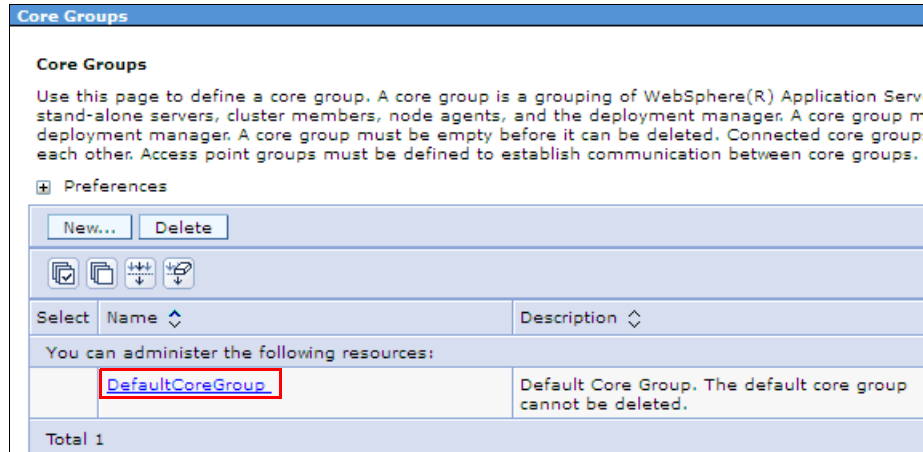 Core Groups
Core Groups
Use this page to define a core group. A core group is a grouping of WebSphere(R) Application
stand-alone servers, cluster members, node agents, and the deployment manager. A core group
deployment manager. A core group must be empty before it can be deleted. Connected core
each other. Access point groups must be defined to establish communication between core groups.
Preferences
New... Delete
Select Name Description
You can administer the following resources:
DefaultCoreGroup Default Core Group. The default core group
cannot be deleted.
Total 1